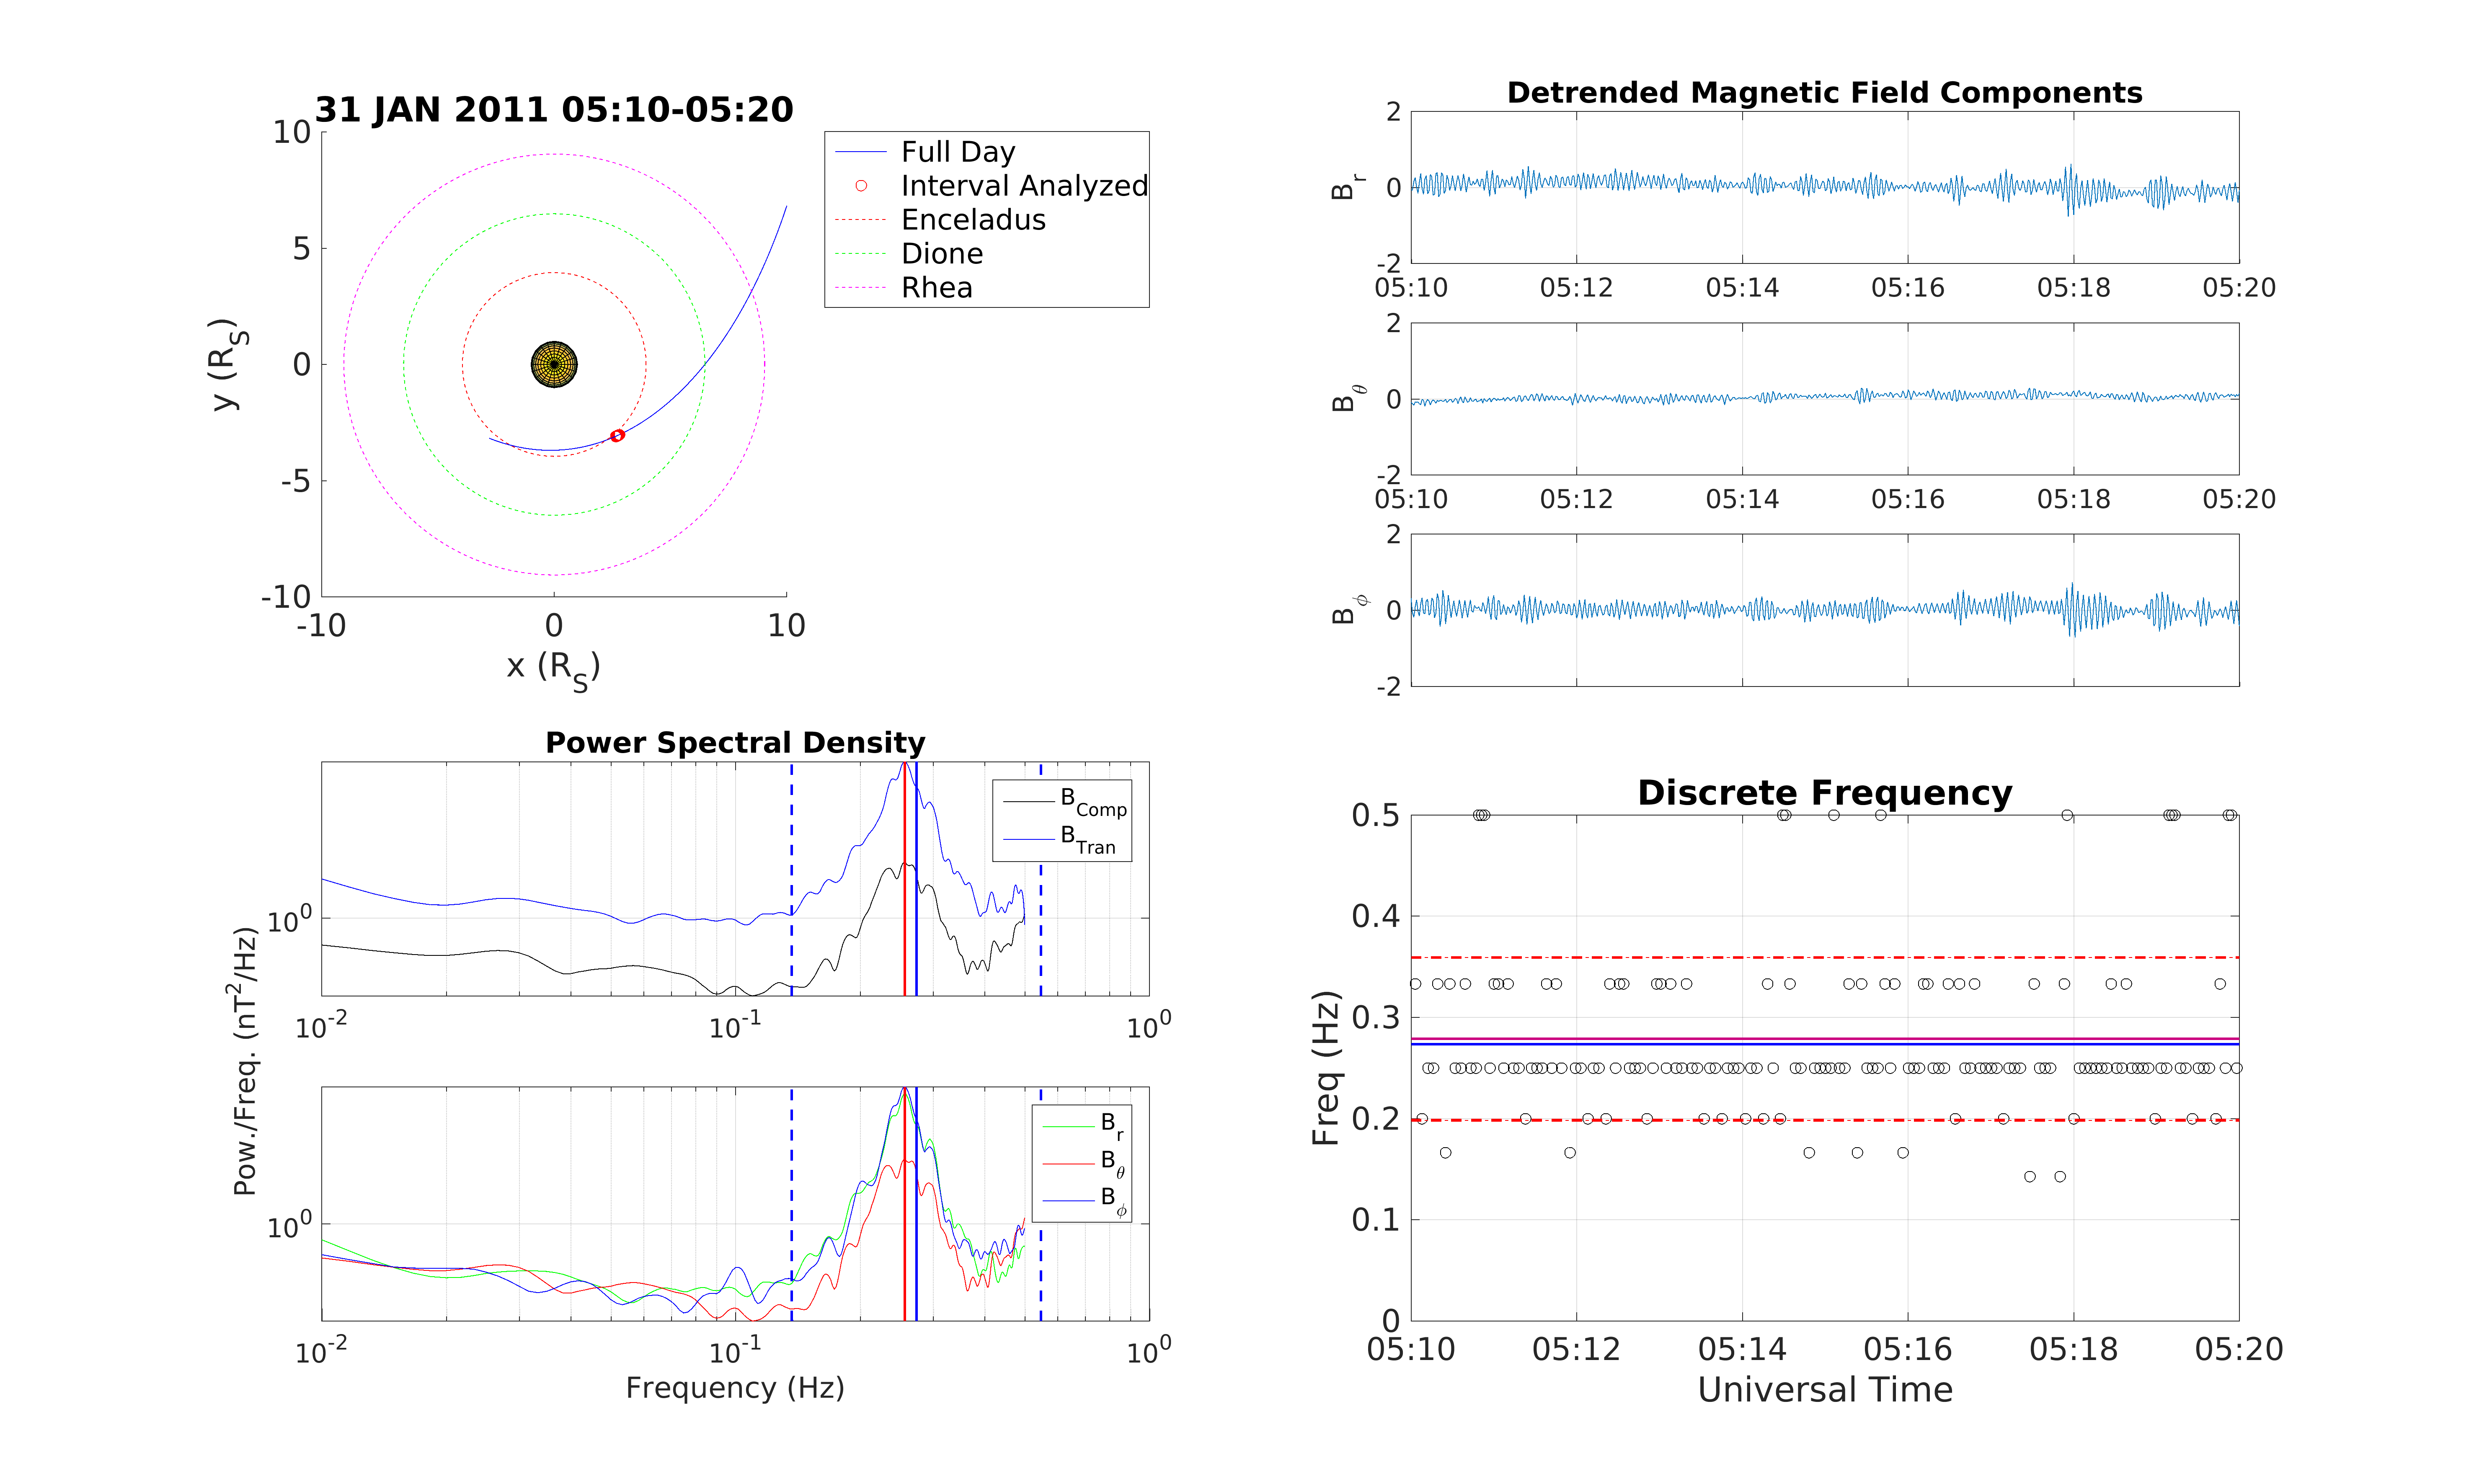 31 JAN 2011 05:10-05:20
10
5
0
-5
-10
-10 0 10
y (R_S)
x (R_S)
Full Day
Interval Analyzed
Enceladus
Dione
Rhea
Detrended Magnetic Field Components
2
0
-2
B_r
05:10 05:12 05:14 05:16 05:18 05:20
2
0
-2
B_θ
05:10 05:12 05:14 05:16 05:18 05:20
2
0
-2
B_ϕ
Power Spectral Density
B_Comp
B_Tran
10^0
10^-2 10^-1 10^0
Pow./Freq. (nT^2/Hz)
B_r
B_θ
B_ϕ
10^0
10^-2 10^-1 10^0
Frequency (Hz)
Discrete Frequency
0.5
0.4
0.3
0.2
0.1
0
Freq (Hz)
05:10 05:12 05:14 05:16 05:18 05:20
Universal Time